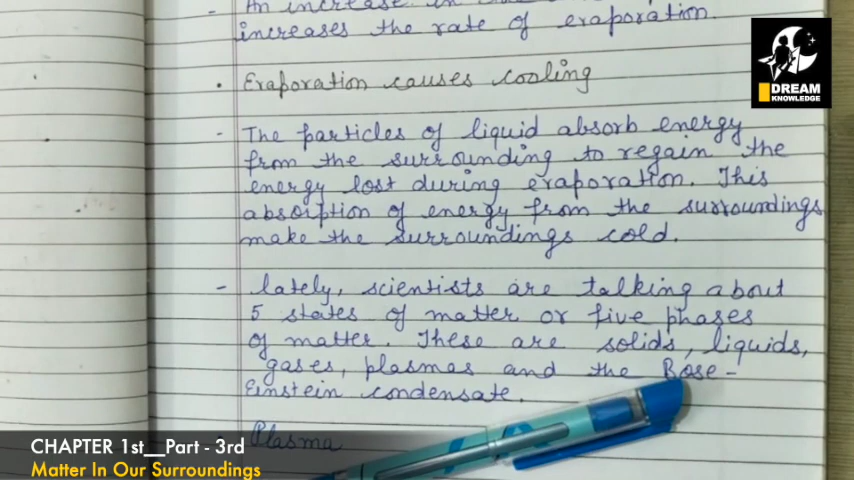 - An increase in
increases the rate of evaporation.
• Evaporation causes cooling
- The particles of liquid absorb energy
from the surrounding to regain the
energy lost during evaporation. This
absorption of energy from the surroundings
make the surroundings cold.
- lately, scientists are talking about
5 states of matter or five phases
of matter. These are solids, liquids,
gases, plasmas and the Bose-
Einstein condensate.
Plasma
DREAM
KNOWLEDGE
CHAPTER 1st__Part - 3rd
Matter In Our Surroundings